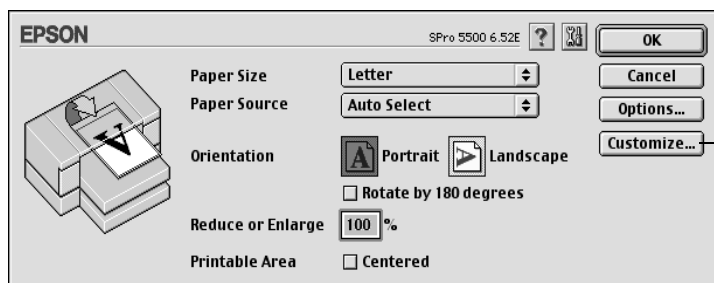 EPSON SPro 5500 6.52E ? OK
Paper Size Letter Cancel
Paper Source Auto Select Options...
Customize...
Orientation A Portrait A Landscape
Rotate by 180 degrees
Reduce or Enlarge 100 %
Printable Area Centered